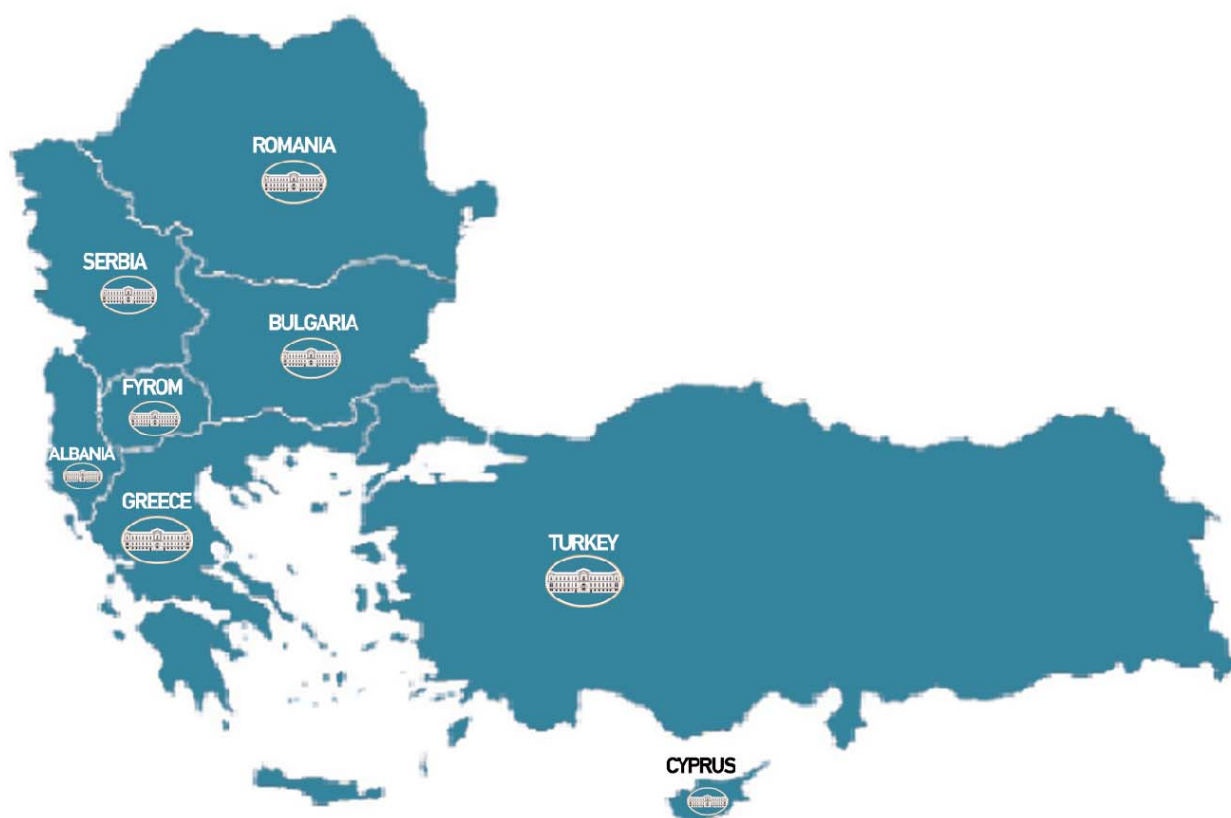 ROMANIA
SERBIA
BULGARIA
FYROM
ALBANIA
GREECE
TURKEY
CYPRUS